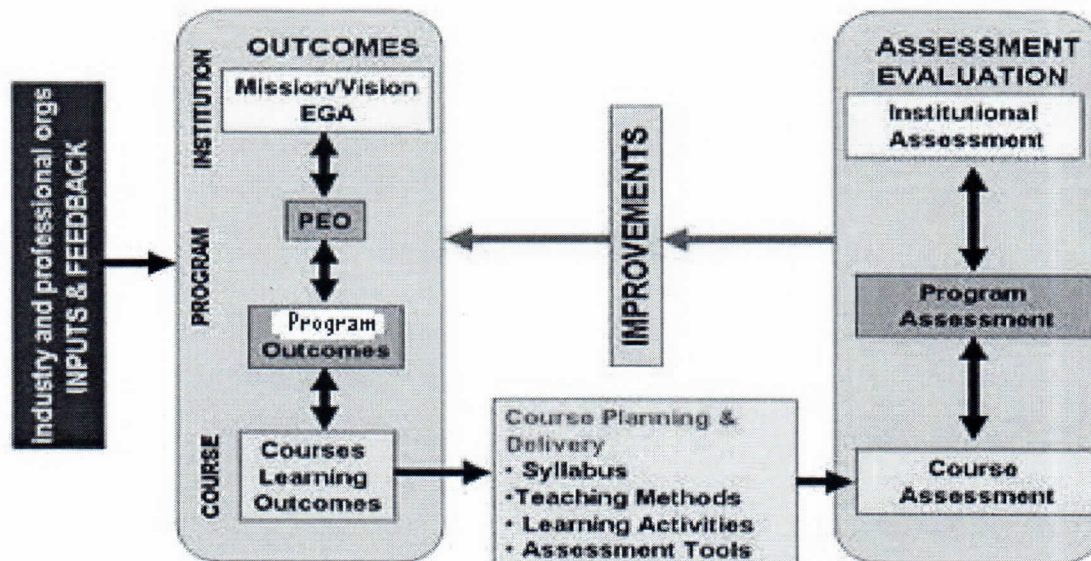 Industry and professional orgs
INPUTS & FEEDBACK
OUTCOMES
INSTITUTION
Mission/Vision
EGA
PROGRAM
PEO
Program
Outcomes
COURSE
Courses
Learning
Outcomes
Course Planning &
Delivery
• Syllabus
•Teaching Methods
• Learning Activities
• Assessment Tools
IMPROVEMENTS
ASSESSMENT
EVALUATION
Institutional
Assessment
Program
Assessment
Course
Assessment